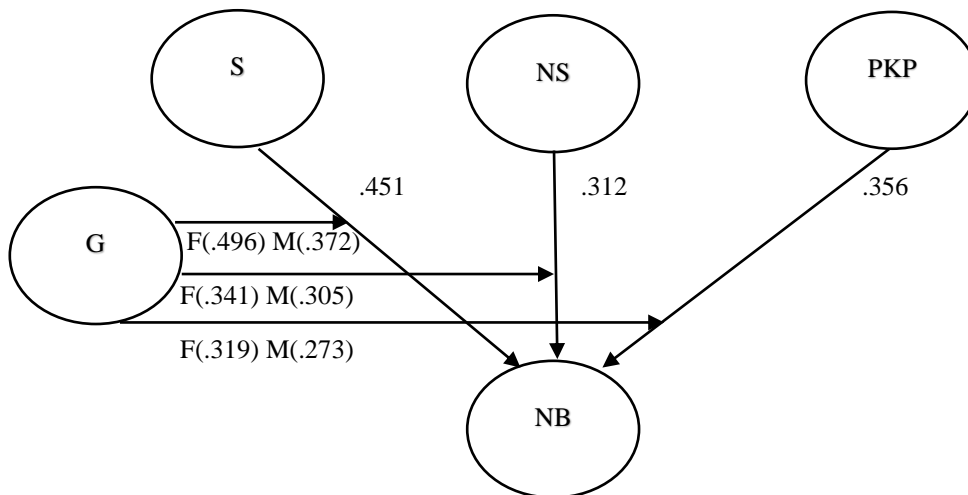 S
NS
PKP
.451
.312
.356
G
F(.496) M(.372)
F(.341) M(.305)
F(.319) M(.273)
NB